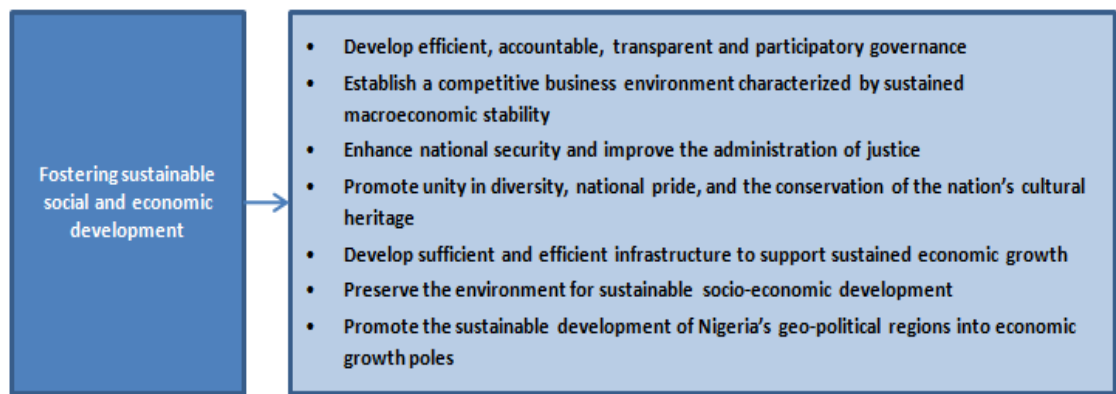 Fostering sustainable
social and economic
development
• Develop efficient, accountable, transparent and participatory governance
• Establish a competitive business environment characterized by sustained
macroeconomic stability
• Enhance national security and improve the administration of justice
• Promote unity in diversity, national pride, and the conservation of the nation's cultural
heritage
• Develop sufficient and efficient infrastructure to support sustained economic growth
• Preserve the environment for sustainable socio-economic development
• Promote the sustainable development of Nigeria's geo-political regions into economic
growth poles